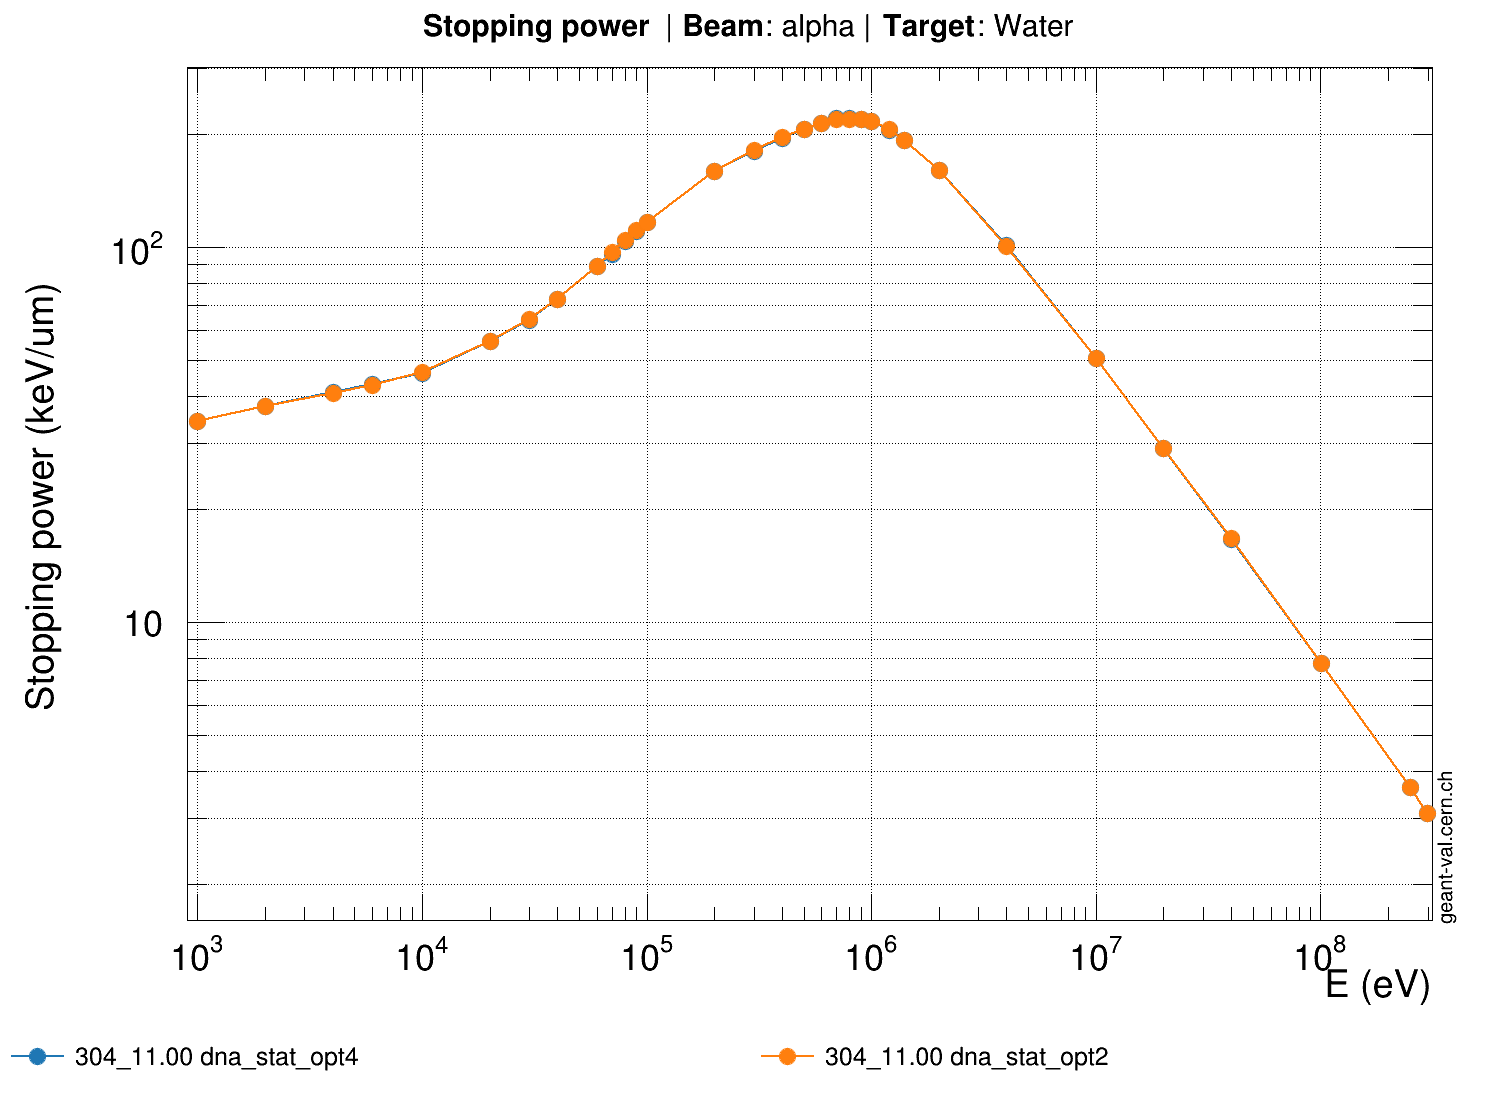 Stopping power | Beam: alpha | Target: Water
Stopping power (keV/um)
10²
10
10³ 10⁴ 10⁵ 10⁶ 10⁷ 10⁸
E (eV)
geant-val.cern.ch
304_11.00 dna_stat_opt4 304_11.00 dna_stat_opt2